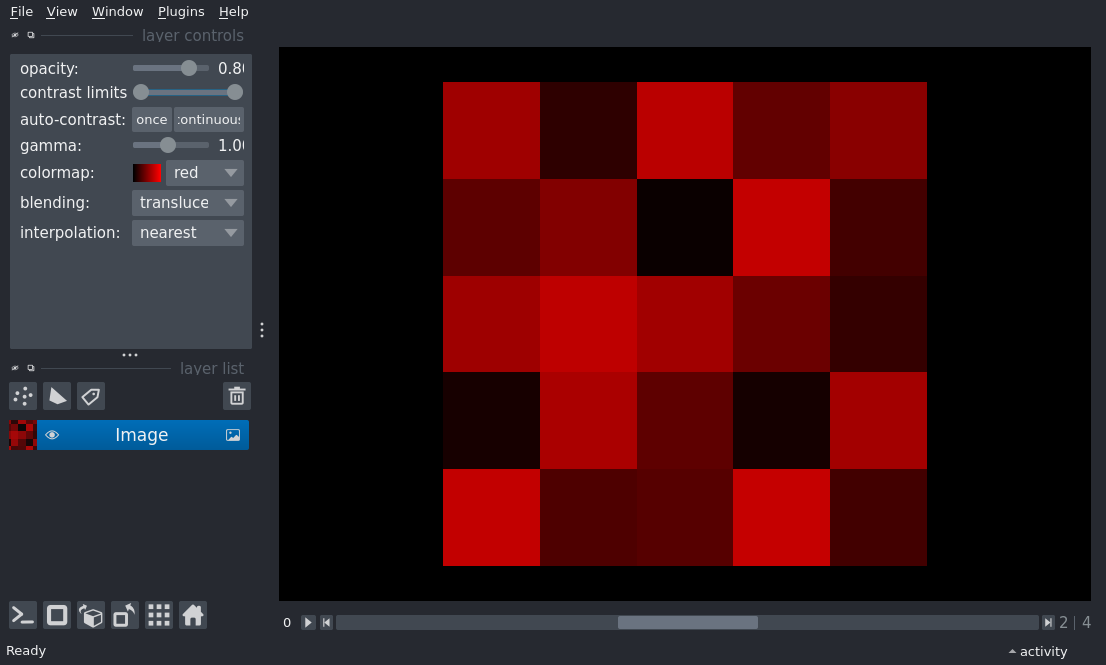 File View Window Plugins Help
layer controls
opacity: 0.80
contrast limits
auto-contrast: once continuous
gamma: 1.00
colormap: red
blending: transluce
interpolation: nearest
layer list
Image
0 2 | 4
Ready activity